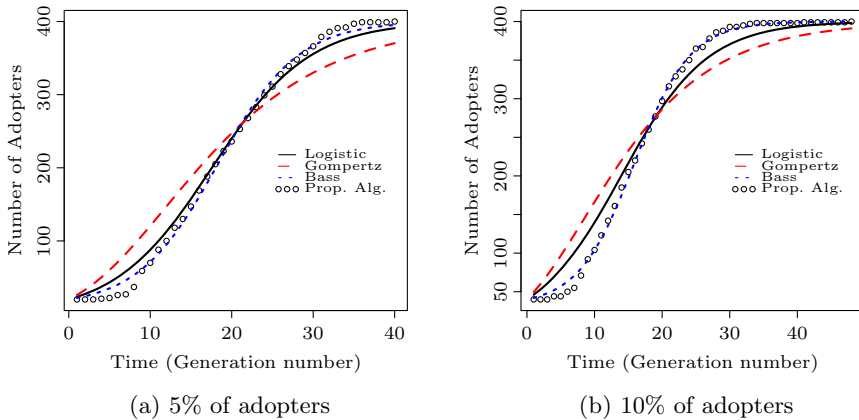 Number of Adopters
400
300
200
100
Logistic
Gompertz
Bass
Prop. Alg.
0 10 20 30 40
Time (Generation number)
(a) 5% of adopters
Number of Adopters
400
300
200
100
50
Logistic
Gompertz
Bass
Prop. Alg.
0 10 20 30 40
Time (Generation number)
(b) 10% of adopters